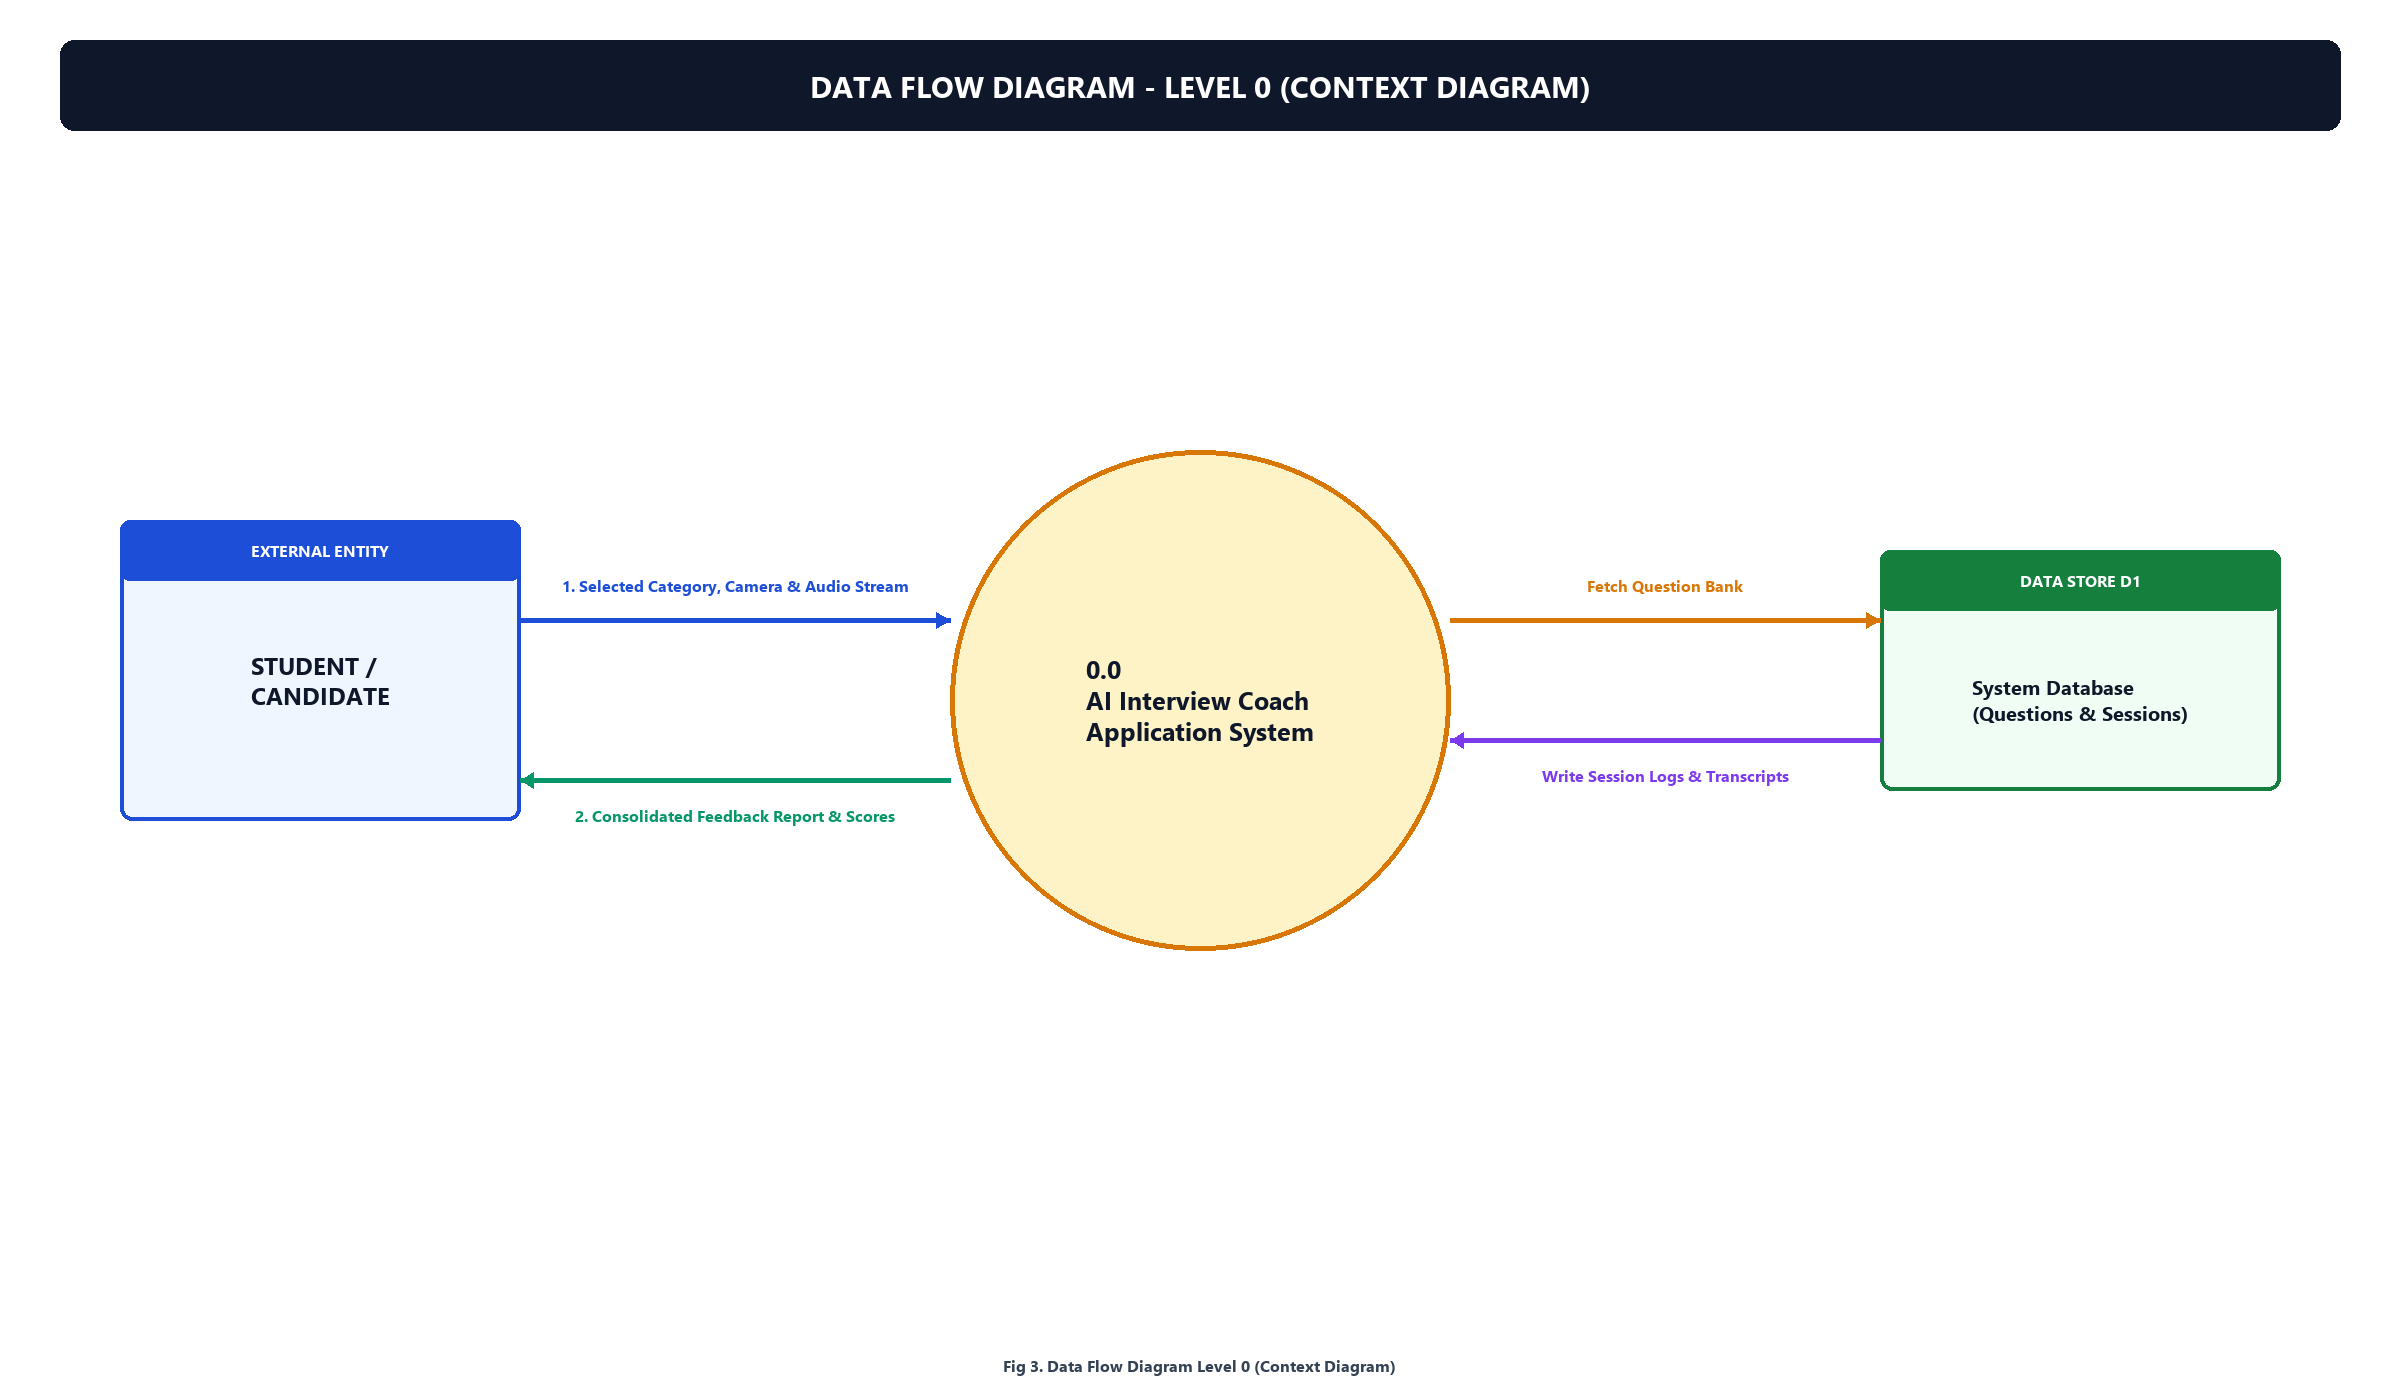 DATA FLOW DIAGRAM - LEVEL 0 (CONTEXT DIAGRAM)
EXTERNAL ENTITY
STUDENT /
CANDIDATE
1. Selected Category, Camera & Audio Stream
2. Consolidated Feedback Report & Scores
0.0
AI Interview Coach
Application System
Fetch Question Bank
Write Session Logs & Transcripts
DATA STORE D1
System Database
(Questions & Sessions)
Fig 3. Data Flow Diagram Level 0 (Context Diagram)